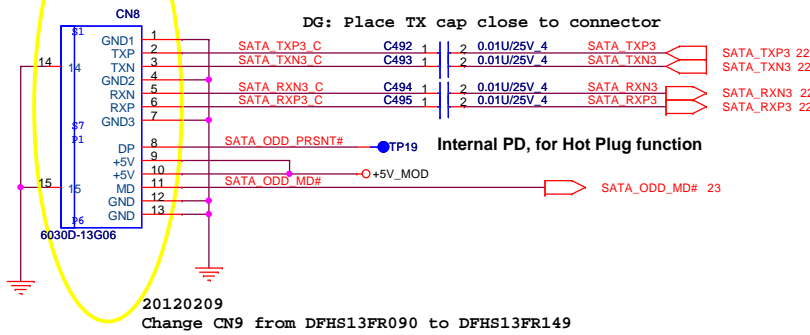 CN8
DG: Place TX cap close to connector
S1
GND1 1
TXP 2 SATA_TXP3_C C492 1 2 0.01U/25V_4 SATA_TXP3 SATA_TXP3 22
14 14 TXN 3 SATA_TXN3_C C493 1 2 0.01U/25V_4 SATA_TXN3 SATA_TXN3 22
GND2 4
RXN 5 SATA_RXN3_C C494 1 2 0.01U/25V_4 SATA_RXN3 SATA_RXN3 22
RXP 6 SATA_RXP3_C C495 1 2 0.01U/25V_4 SATA_RXP3 SATA_RXP3 22
S7 GND3 7
P1
DP 8 SATA_ODD_PRSNT# TP19 Internal PD, for Hot Plug function
+5V 9
+5V 10 +5V_MOD
15 15 MD 11 SATA_ODD_MD# SATA_ODD_MD# 23
GND 12
P6 GND 13
6030D-13G06
20120209
Change CN9 from DFHS13FR090 to DFHS13FR149